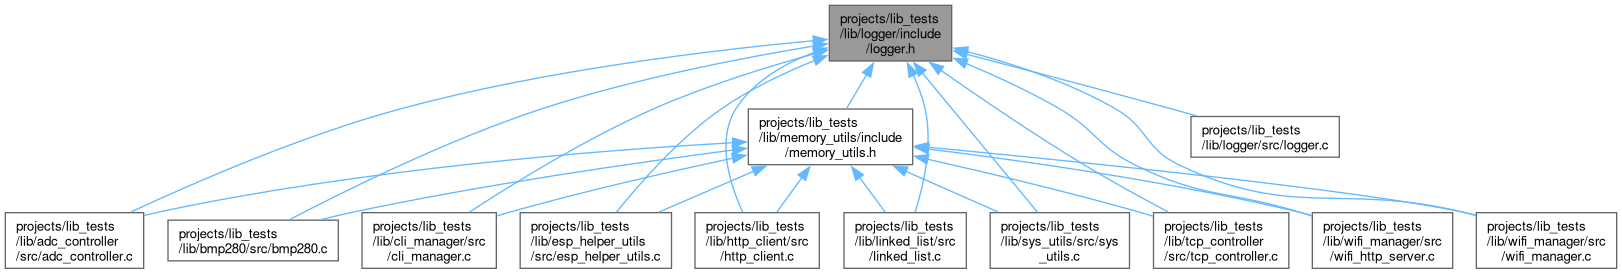 projects/lib_tests
/lib/logger/include
/logger.h
projects/lib_tests
/lib/memory_utils/include
/memory_utils.h
projects/lib_tests
/lib/logger/src/logger.c
projects/lib_tests
/lib/adc_controller
/src/adc_controller.c
projects/lib_tests
/lib/bmp280/src/bmp280.c
projects/lib_tests
/lib/cli_manager/src
/cli_manager.c
projects/lib_tests
/lib/esp_helper_utils
/src/esp_helper_utils.c
projects/lib_tests
/lib/http_client/src
/http_client.c
projects/lib_tests
/lib/linked_list/src
/linked_list.c
projects/lib_tests
/lib/sys_utils/src/sys
_utils.c
projects/lib_tests
/lib/tcp_controller
/src/tcp_controller.c
projects/lib_tests
/lib/wifi_manager/src
/wifi_http_server.c
projects/lib_tests
/lib/wifi_manager/src
/wifi_manager.c